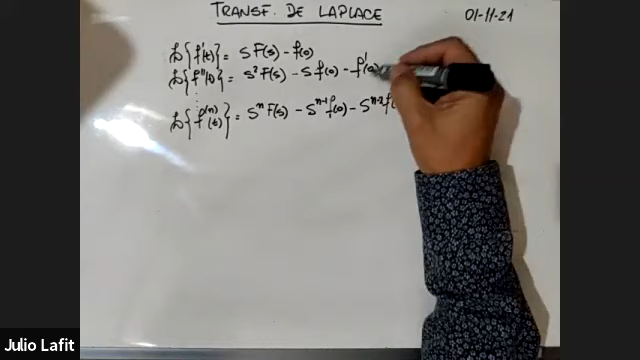 TRANSF. DE LAPLACE
01-11-21
L{f'(t)} = SF(s) - f(0)
L{f''(t)} = S²F(s) - Sf(0) - f'(0)
L{f⁽ⁿ⁾(t)} = SⁿF(s) - Sⁿ⁻¹f(0) - Sⁿ⁻²f
Julio Lafit